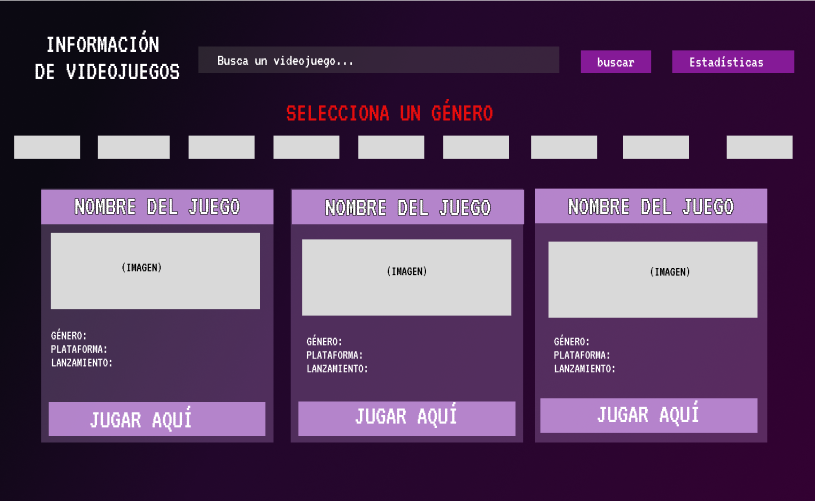 INFORMACIÓN
DE VIDEOJUEGOS
Busca un videojuego...
buscar
Estadísticas
SELECCIONA UN GÉNERO
NOMBRE DEL JUEGO
(IMAGEN)
GÉNERO:
PLATAFORMA:
LANZAMIENTO:
JUGAR AQUÍ
NOMBRE DEL JUEGO
(IMAGEN)
GÉNERO:
PLATAFORMA:
LANZAMIENTO:
JUGAR AQUÍ
NOMBRE DEL JUEGO
(IMAGEN)
GÉNERO:
PLATAFORMA:
LANZAMIENTO:
JUGAR AQUÍ